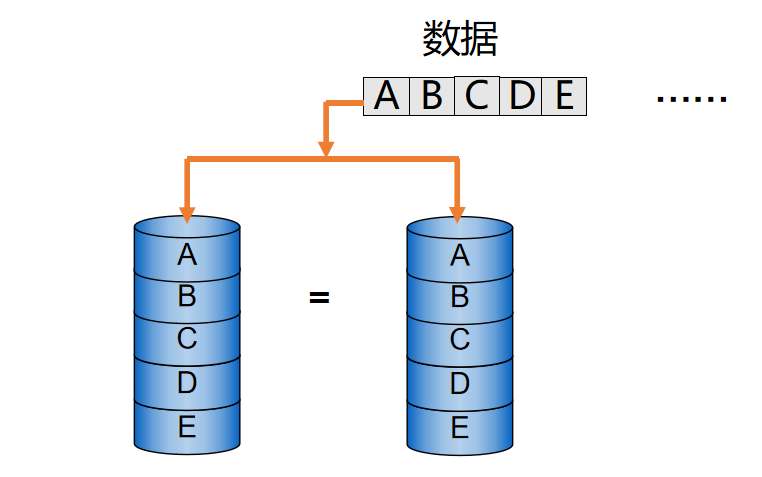 数据
A B C D E ......
A A
B = B
C C
D D
E E